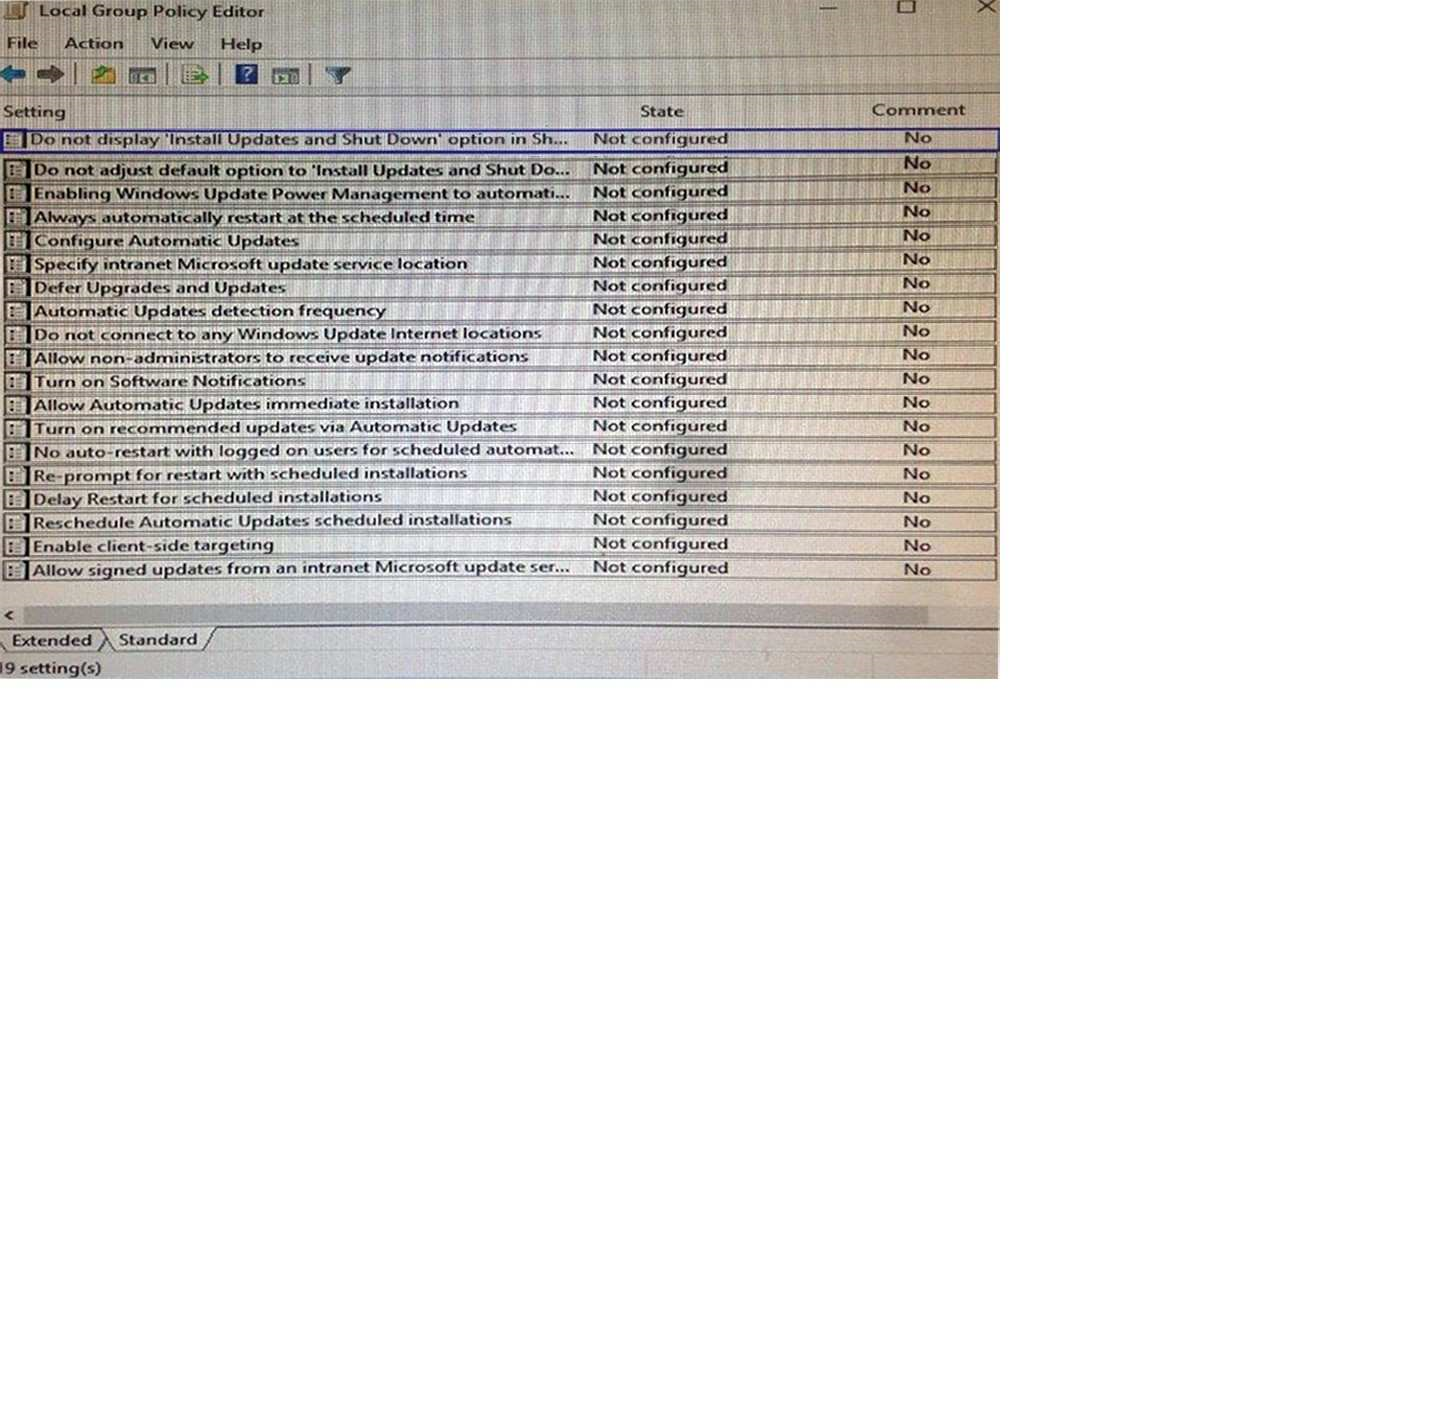 Local Group Policy Editor
File Action View Help
Setting State Comment
Do not display 'Install Updates and Shut Down' option in Sh... Not configured No
Do not adjust default option to 'Install Updates and Shut Do... Not configured No
Enabling Windows Update Power Management to automati... Not configured No
Always automatically restart at the scheduled time Not configured No
Configure Automatic Updates Not configured No
Specify intranet Microsoft update service location Not configured No
Defer Upgrades and Updates Not configured No
Automatic Updates detection frequency Not configured No
Do not connect to any Windows Update Internet locations Not configured No
Allow non-administrators to receive update notifications Not configured No
Turn on Software Notifications Not configured No
Allow Automatic Updates immediate installation Not configured No
Turn on recommended updates via Automatic Updates Not configured No
No auto-restart with logged on users for scheduled automat... Not configured No
Re-prompt for restart with scheduled installations Not configured No
Delay Restart for scheduled installations Not configured No
Reschedule Automatic Updates scheduled installations Not configured No
Enable client-side targeting Not configured No
Allow signed updates from an intranet Microsoft update ser... Not configured No
Extended Standard
19 setting(s)